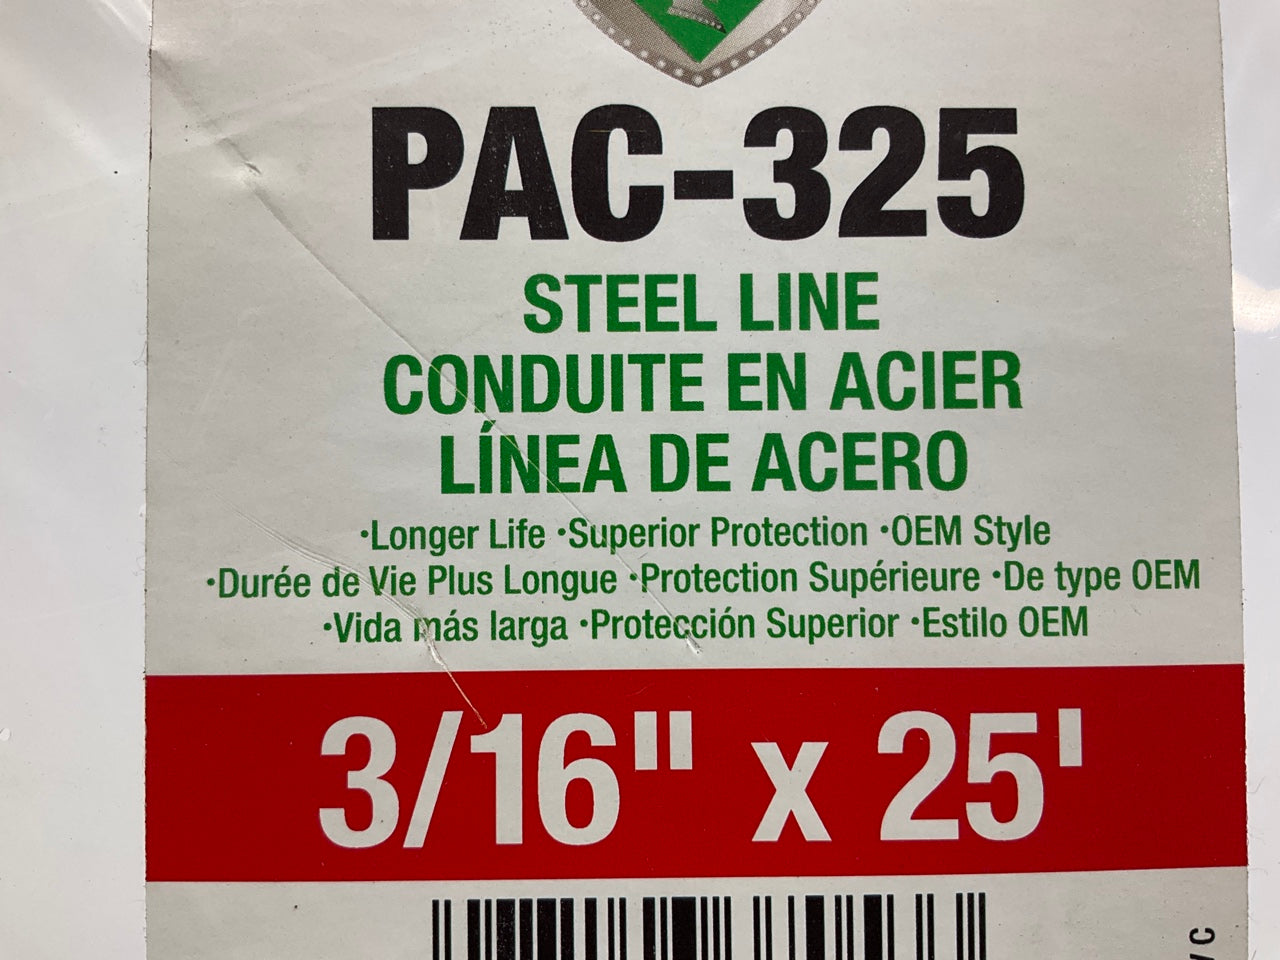 PAC-325
STEEL LINE
CONDUITE EN ACIER
LÍNEA DE ACERO
·Longer Life ·Superior Protection ·OEM Style
·Durée de Vie Plus Longue ·Protection Supérieure ·De type OEM
·Vida más larga ·Protección Superior ·Estilo OEM
3/16" x 25'